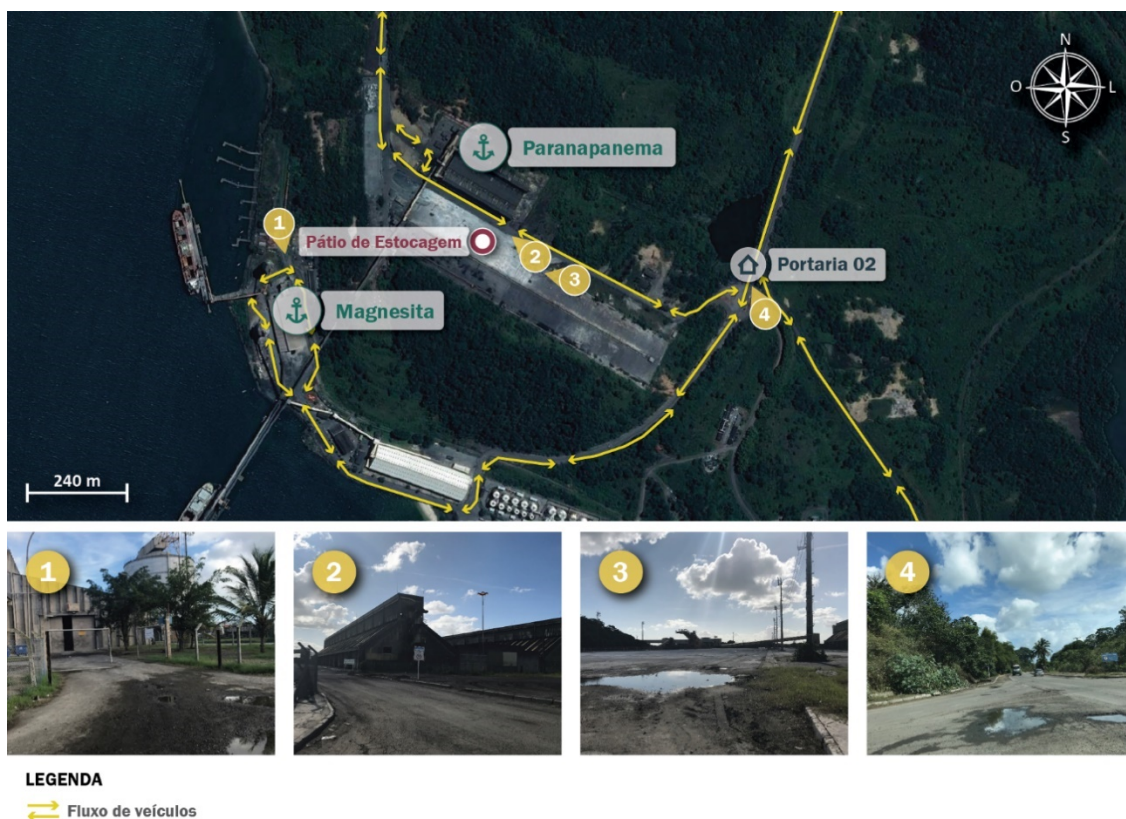 N
O
L
S
Paranapanema
1
Pátio de Estocagem
2
3
Portaria 02
4
Magnesita
240 m
1
2
3
4
LEGENDA
Fluxo de veículos